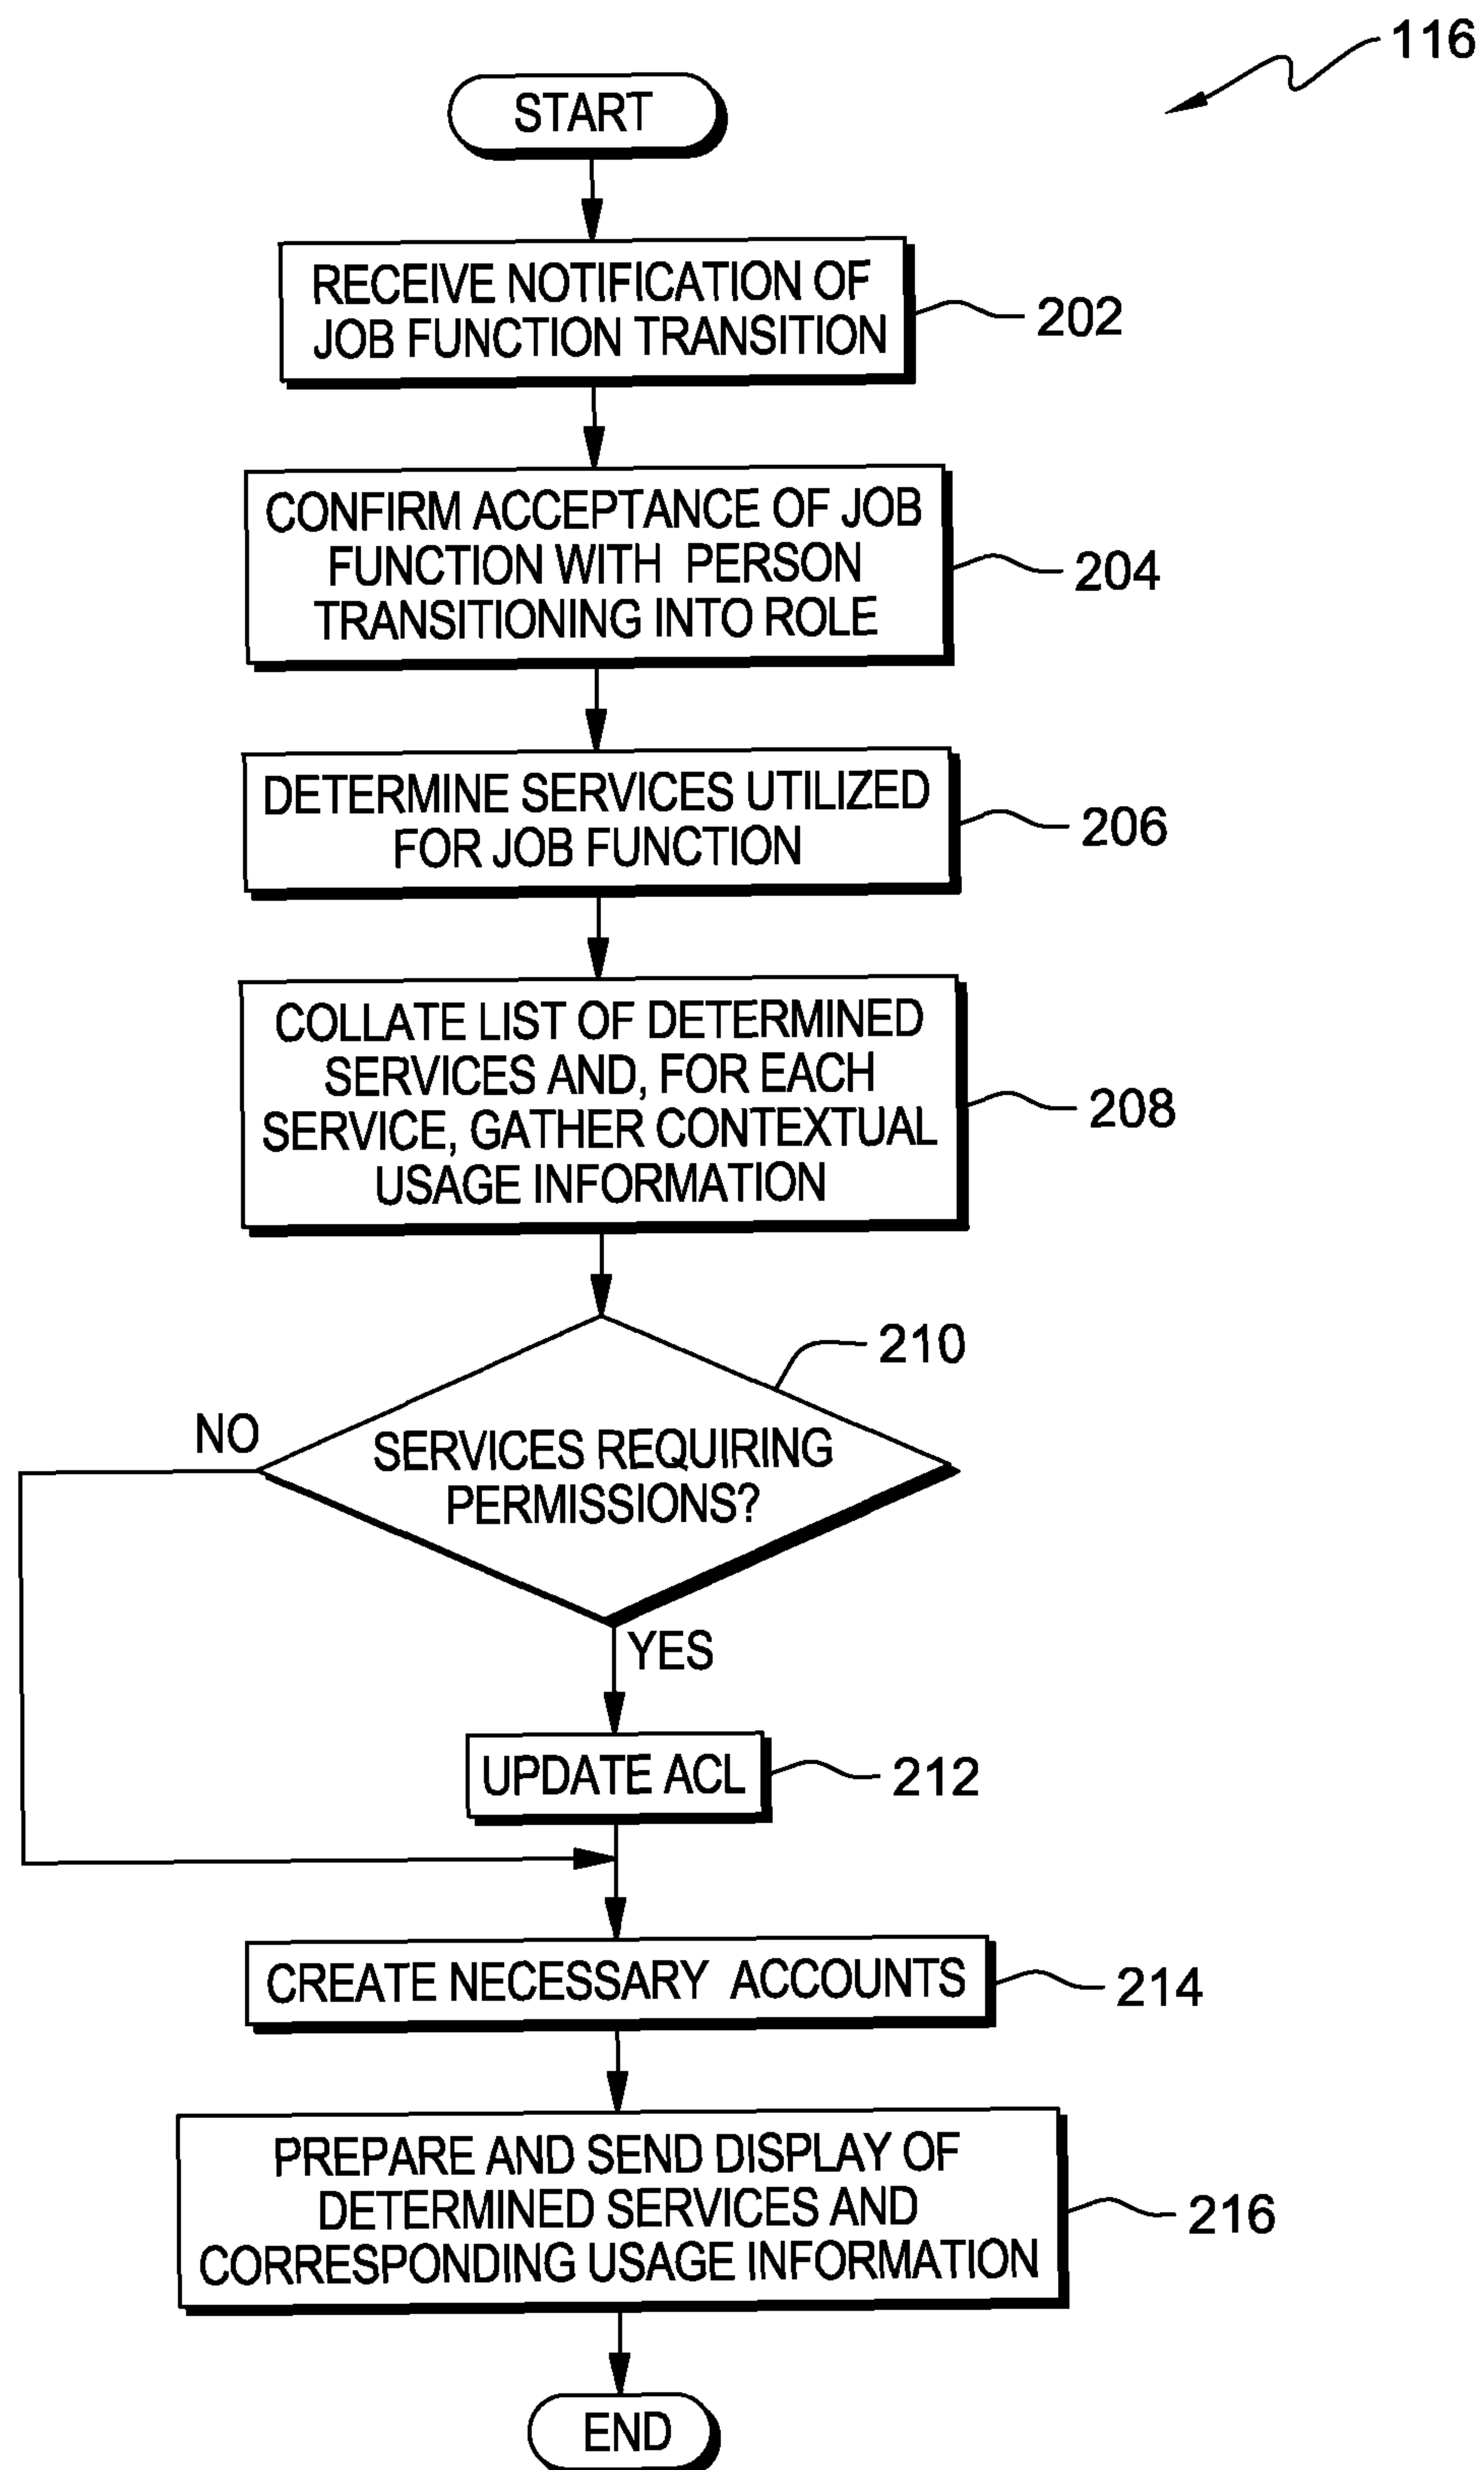 116
START
RECEIVE NOTIFICATION OF
JOB FUNCTION TRANSITION
202
CONFIRM ACCEPTANCE OF JOB
FUNCTION WITH PERSON
TRANSITIONING INTO ROLE
204
DETERMINE SERVICES UTILIZED
FOR JOB FUNCTION
206
COLLATE LIST OF DETERMINED
SERVICES AND, FOR EACH
SERVICE, GATHER CONTEXTUAL
USAGE INFORMATION
208
210
NO
SERVICES REQUIRING
PERMISSIONS?
YES
UPDATE ACL
212
CREATE NECESSARY ACCOUNTS
214
PREPARE AND SEND DISPLAY OF
DETERMINED SERVICES AND
CORRESPONDING USAGE INFORMATION
216
END